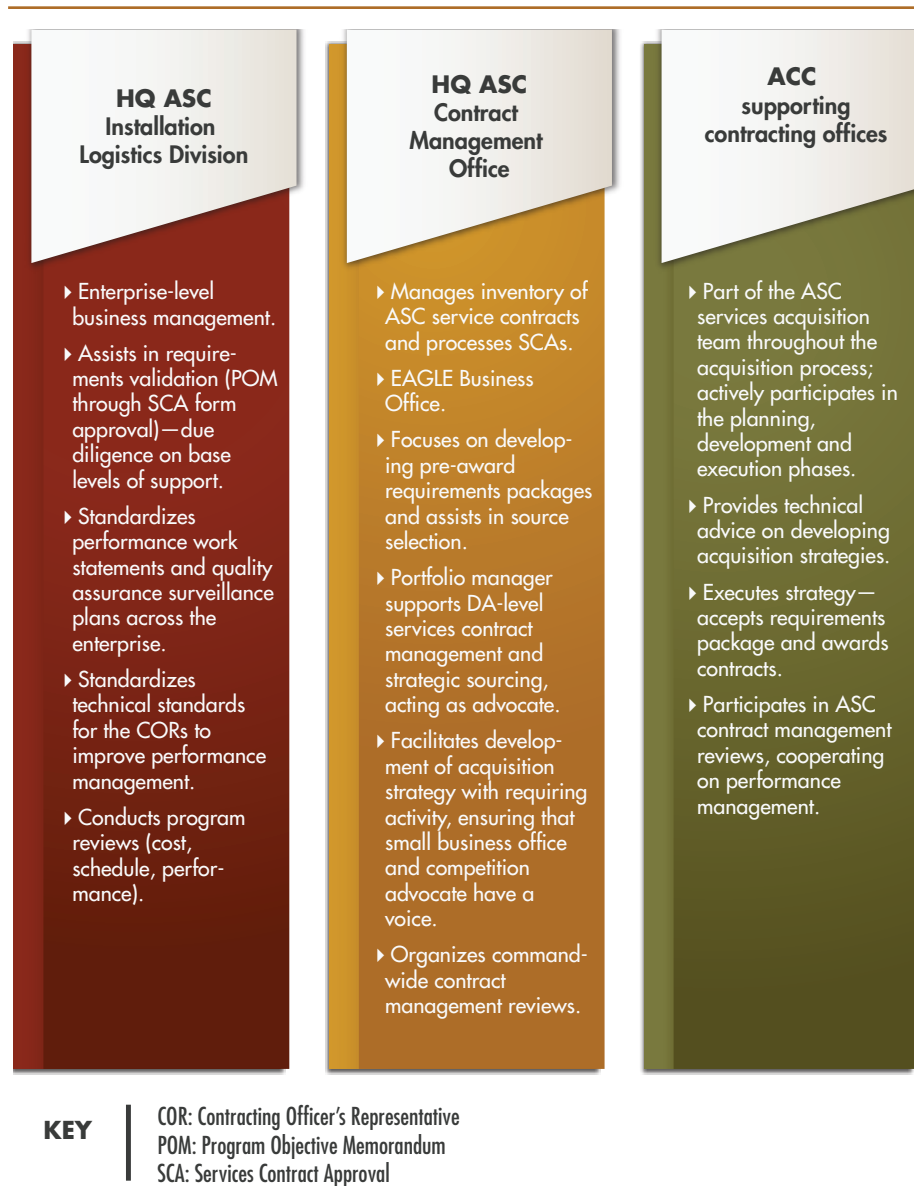 HQ ASC
Installation
Logistics Division
▸ Enterprise-level
business management.
▸ Assists in require-
ments validation (POM
through SCA form
approval)—due
diligence on base
levels of support.
▸ Standardizes
performance work
statements and quality
assurance surveillance
plans across the
enterprise.
▸ Standardizes
technical standards
for the CORs to
improve performance
management.
▸ Conducts program
reviews (cost,
schedule, perfor-
mance).
HQ ASC
Contract
Management
Office
▸ Manages inventory of
ASC service contracts
and processes SCAs.
▸ EAGLE Business
Office.
▸ Focuses on develop-
ing pre-award
requirements packages
and assists in source
selection.
▸ Portfolio manager
supports DA-level
services contract
management and
strategic sourcing,
acting as advocate.
▸ Facilitates develop-
ment of acquisition
strategy with requiring
activity, ensuring that
small business office
and competition
advocate have a
voice.
▸ Organizes command-
wide contract
management reviews.
ACC
supporting
contracting offices
▸ Part of the ASC
services acquisition
team throughout the
acquisition process;
actively participates in
the planning,
development and
execution phases.
▸ Provides technical
advice on developing
acquisition strategies.
▸ Executes strategy—
accepts requirements
package and awards
contracts.
▸ Participates in ASC
contract management
reviews, cooperating
on performance
management.
KEY
COR: Contracting Officer's Representative
POM: Program Objective Memorandum
SCA: Services Contract Approval